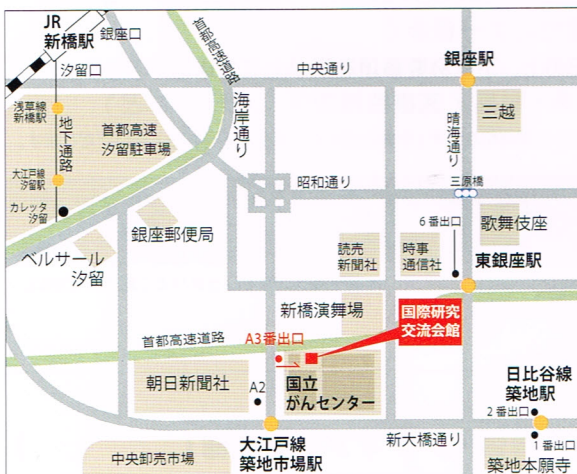 JR
新橋駅
銀座口
汐留口
首都高速道路
中央通り
銀座駅
浅草線
新橋駅
地下通路
首都高速
汐留駐車場
海岸通り
晴海通り
三越
大江戸線
汐留駅
カレッタ
汐留
昭和通り
三原橋
銀座郵便局
ベルサール
汐留
6番出口
歌舞伎座
読売
新聞社
時事
通信社
東銀座駅
新橋演舞場
国際研究
交流会館
首都高速道路
A3番出口
朝日新聞社
A2
国立
がんセンター
日比谷線
築地駅
2番出口
1番出口
大江戸線
築地市場駅
新大橋通り
中央卸売市場
築地本願寺